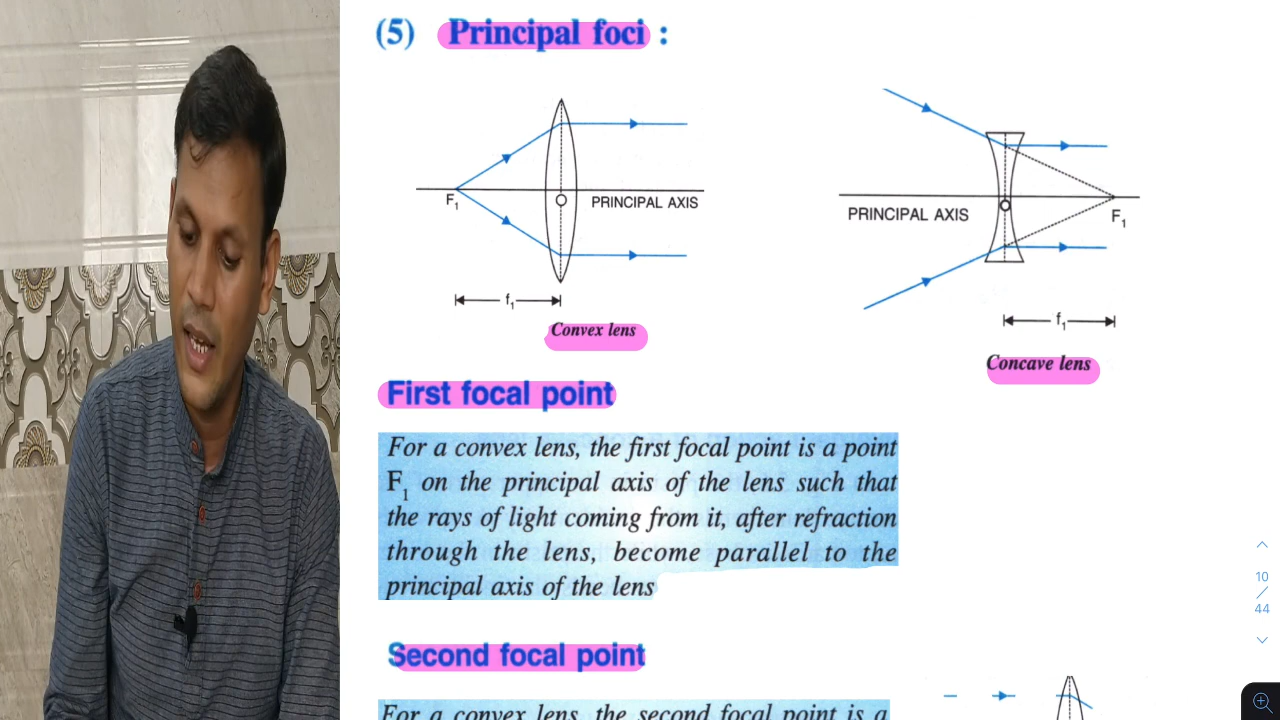 (5) Principal foci :
F1
O
PRINCIPAL AXIS
f1
Convex lens
PRINCIPAL AXIS
O
F1
f1
Concave lens
First focal point
For a convex lens, the first focal point is a point
F1 on the principal axis of the lens such that
the rays of light coming from it, after refraction
through the lens, become parallel to the
principal axis of the lens
Second focal point
For a convex lens, the second focal point is a
10
/
44